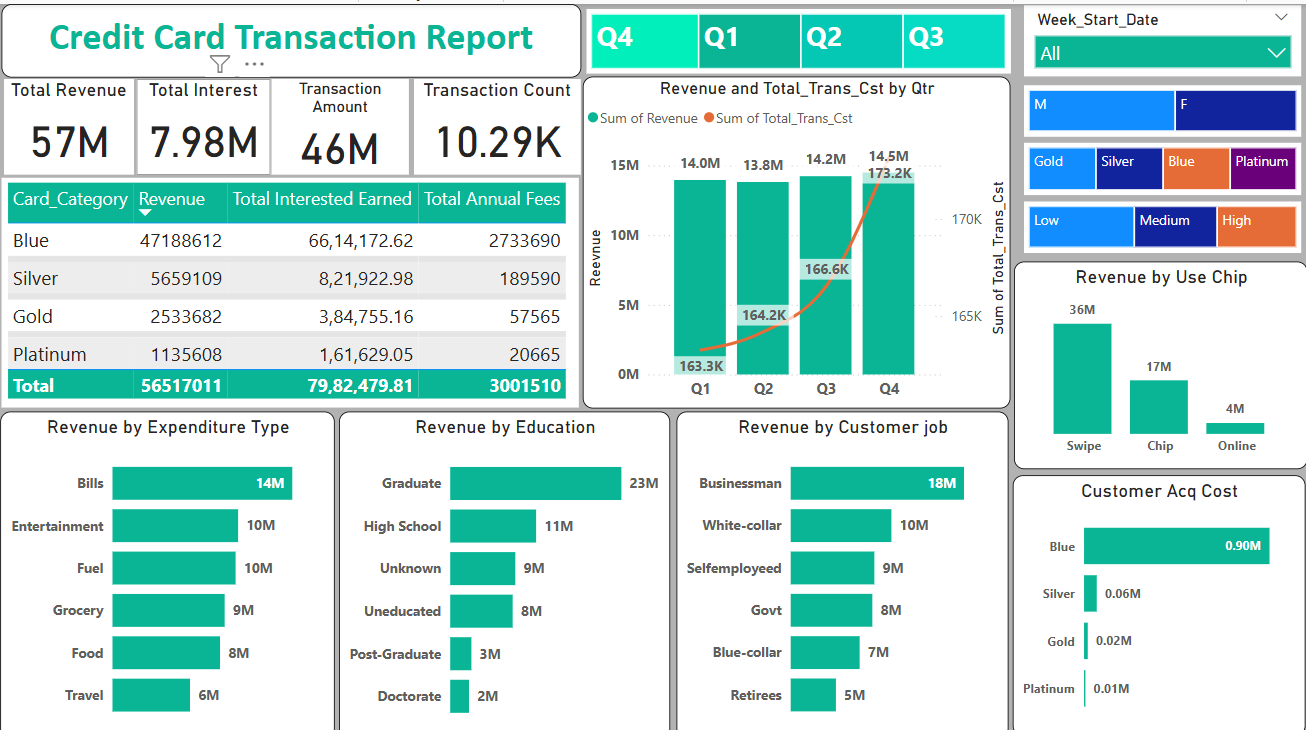 Credit Card Transaction Report
Q4 Q1 Q2 Q3
Week_Start_Date
All
Total Revenue
57M
Total Interest
7.98M
Transaction
Amount
46M
Transaction Count
10.29K
M F
Gold Silver Blue Platinum
Low Medium High
Card_Category Revenue Total Interested Earned Total Annual Fees
Blue 47188612 66,14,172.62 2733690
Silver 5659109 8,21,922.98 189590
Gold 2533682 3,84,755.16 57565
Platinum 1135608 1,61,629.05 20665
Total 56517011 79,82,479.81 3001510
Revenue and Total_Trans_Cst by Qtr
Sum of Revenue Sum of Total_Trans_Cst
Reevenue
15M
10M
5M
0M
14.0M 13.8M 14.2M 14.5M
163.3K 164.2K 166.6K 173.2K
170K
165K
Sum of Total_Trans_Cst
Q1 Q2 Q3 Q4
Revenue by Use Chip
36M 17M 4M
Swipe Chip Online
Revenue by Expenditure Type
Bills 14M
Entertainment 10M
Fuel 10M
Grocery 9M
Food 8M
Travel 6M
Revenue by Education
Graduate 23M
High School 11M
Unknown 9M
Uneducated 8M
Post-Graduate 3M
Doctorate 2M
Revenue by Customer job
Businessman 18M
White-collar 10M
Selfemployeed 9M
Govt 8M
Blue-collar 7M
Retirees 5M
Customer Acq Cost
Blue 0.90M
Silver 0.06M
Gold 0.02M
Platinum 0.01M